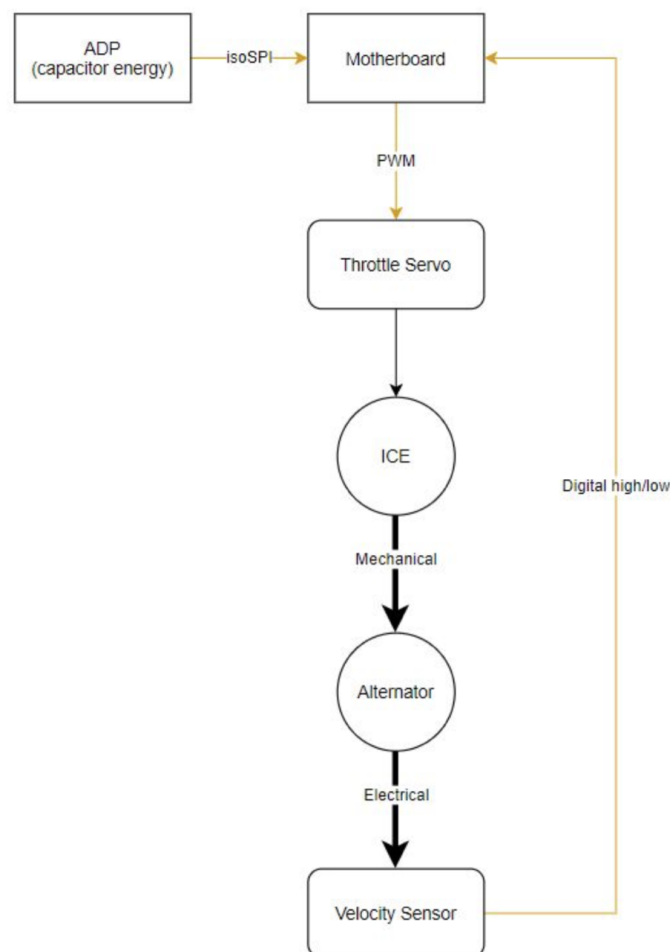 ADP
(capacitor energy)
isoSPI
Motherboard
PWM
Throttle Servo
ICE
Digital high/low
Mechanical
Alternator
Electrical
Velocity Sensor